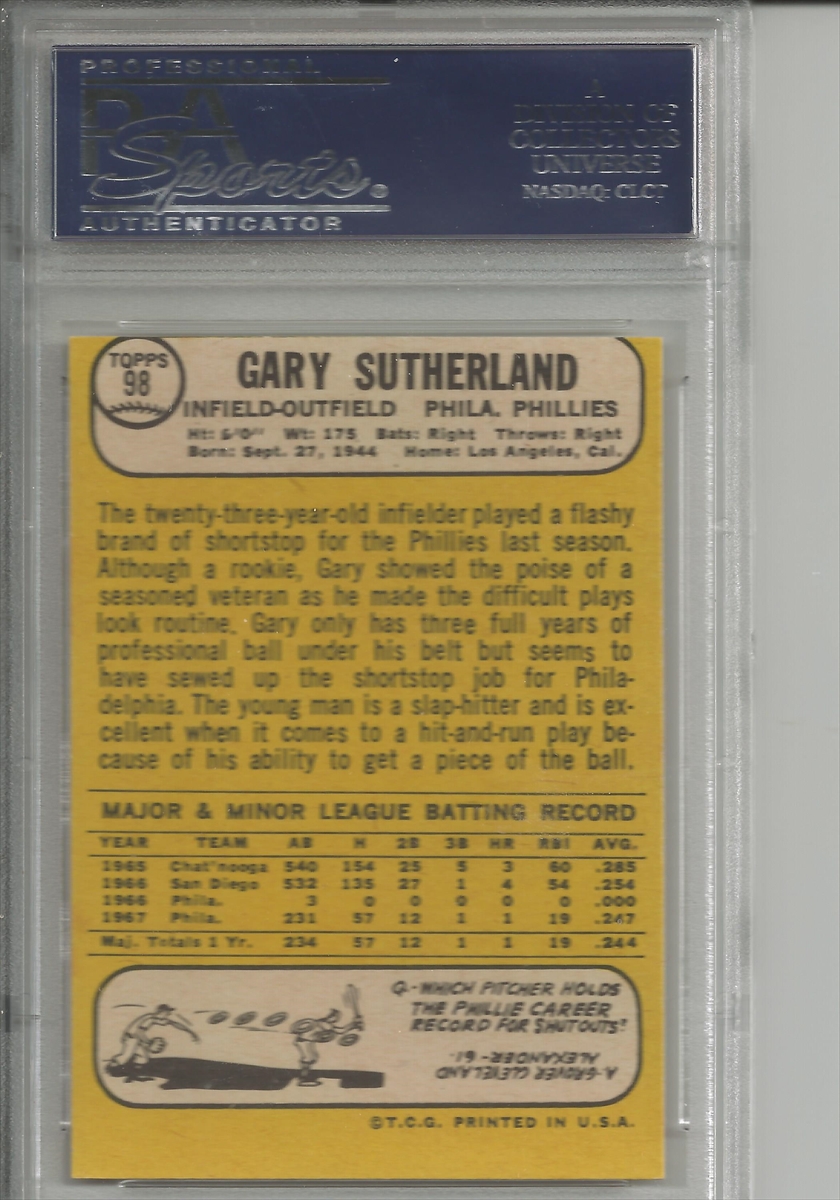 PROFESSIONAL
PSA
Sports®
AUTHENTICATOR
A
DIVISION OF
COLLECTORS
UNIVERSE
NASDAQ: CLCT
TOPPS
98
GARY SUTHERLAND
INFIELD-OUTFIELD PHILA. PHILLIES
Ht: 6'0" Wt: 175 Bats: Right Throws: Right
Born: Sept. 27, 1944 Home: Los Angeles, Cal.
The twenty-three-year-old infielder played a flashy
brand of shortstop for the Phillies last season.
Although a rookie, Gary showed the poise of a
seasoned veteran as he made the difficult plays
look routine. Gary only has three full years of
professional ball under his belt but seems to
have sewed up the shortstop job for Phila-
delphia. The young man is a slap-hitter and is ex-
cellent when it comes to a hit-and-run play be-
cause of his ability to get a piece of the ball.
MAJOR & MINOR LEAGUE BATTING RECORD
YEAR TEAM AB H 2B 3B HR RBI AVG.
1965 Chat'nooga 540 154 25 5 3 60 .285
1966 San Diego 532 135 27 1 4 54 .254
1966 Phila. 3 0 0 0 0 0 .000
1967 Phila. 231 57 12 1 1 19 .247
Maj. Totals 1 Yr. 234 57 12 1 1 19 .244
Q-WHICH PITCHER HOLDS
THE PHILLIE CAREER
RECORD FOR SHUTOUTS?
A-GROVER CLEVELAND
ALEXANDER-61.
©T.C.G. PRINTED IN U.S.A.